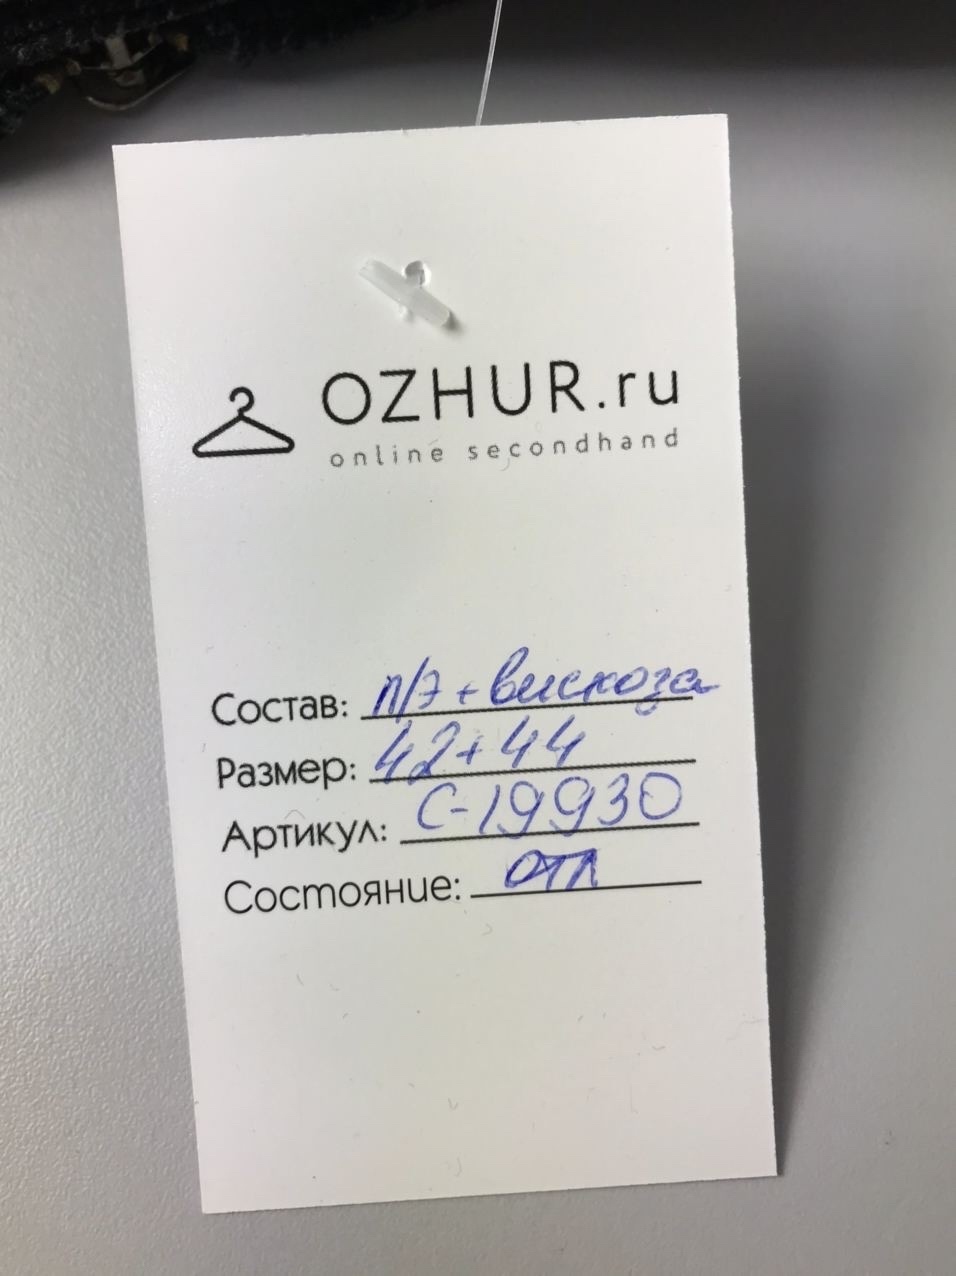 OZHUR.ru
online secondhand
Состав: п/э + вискоза
Размер: 42+44
Артикул: С-19930
Состояние: отл